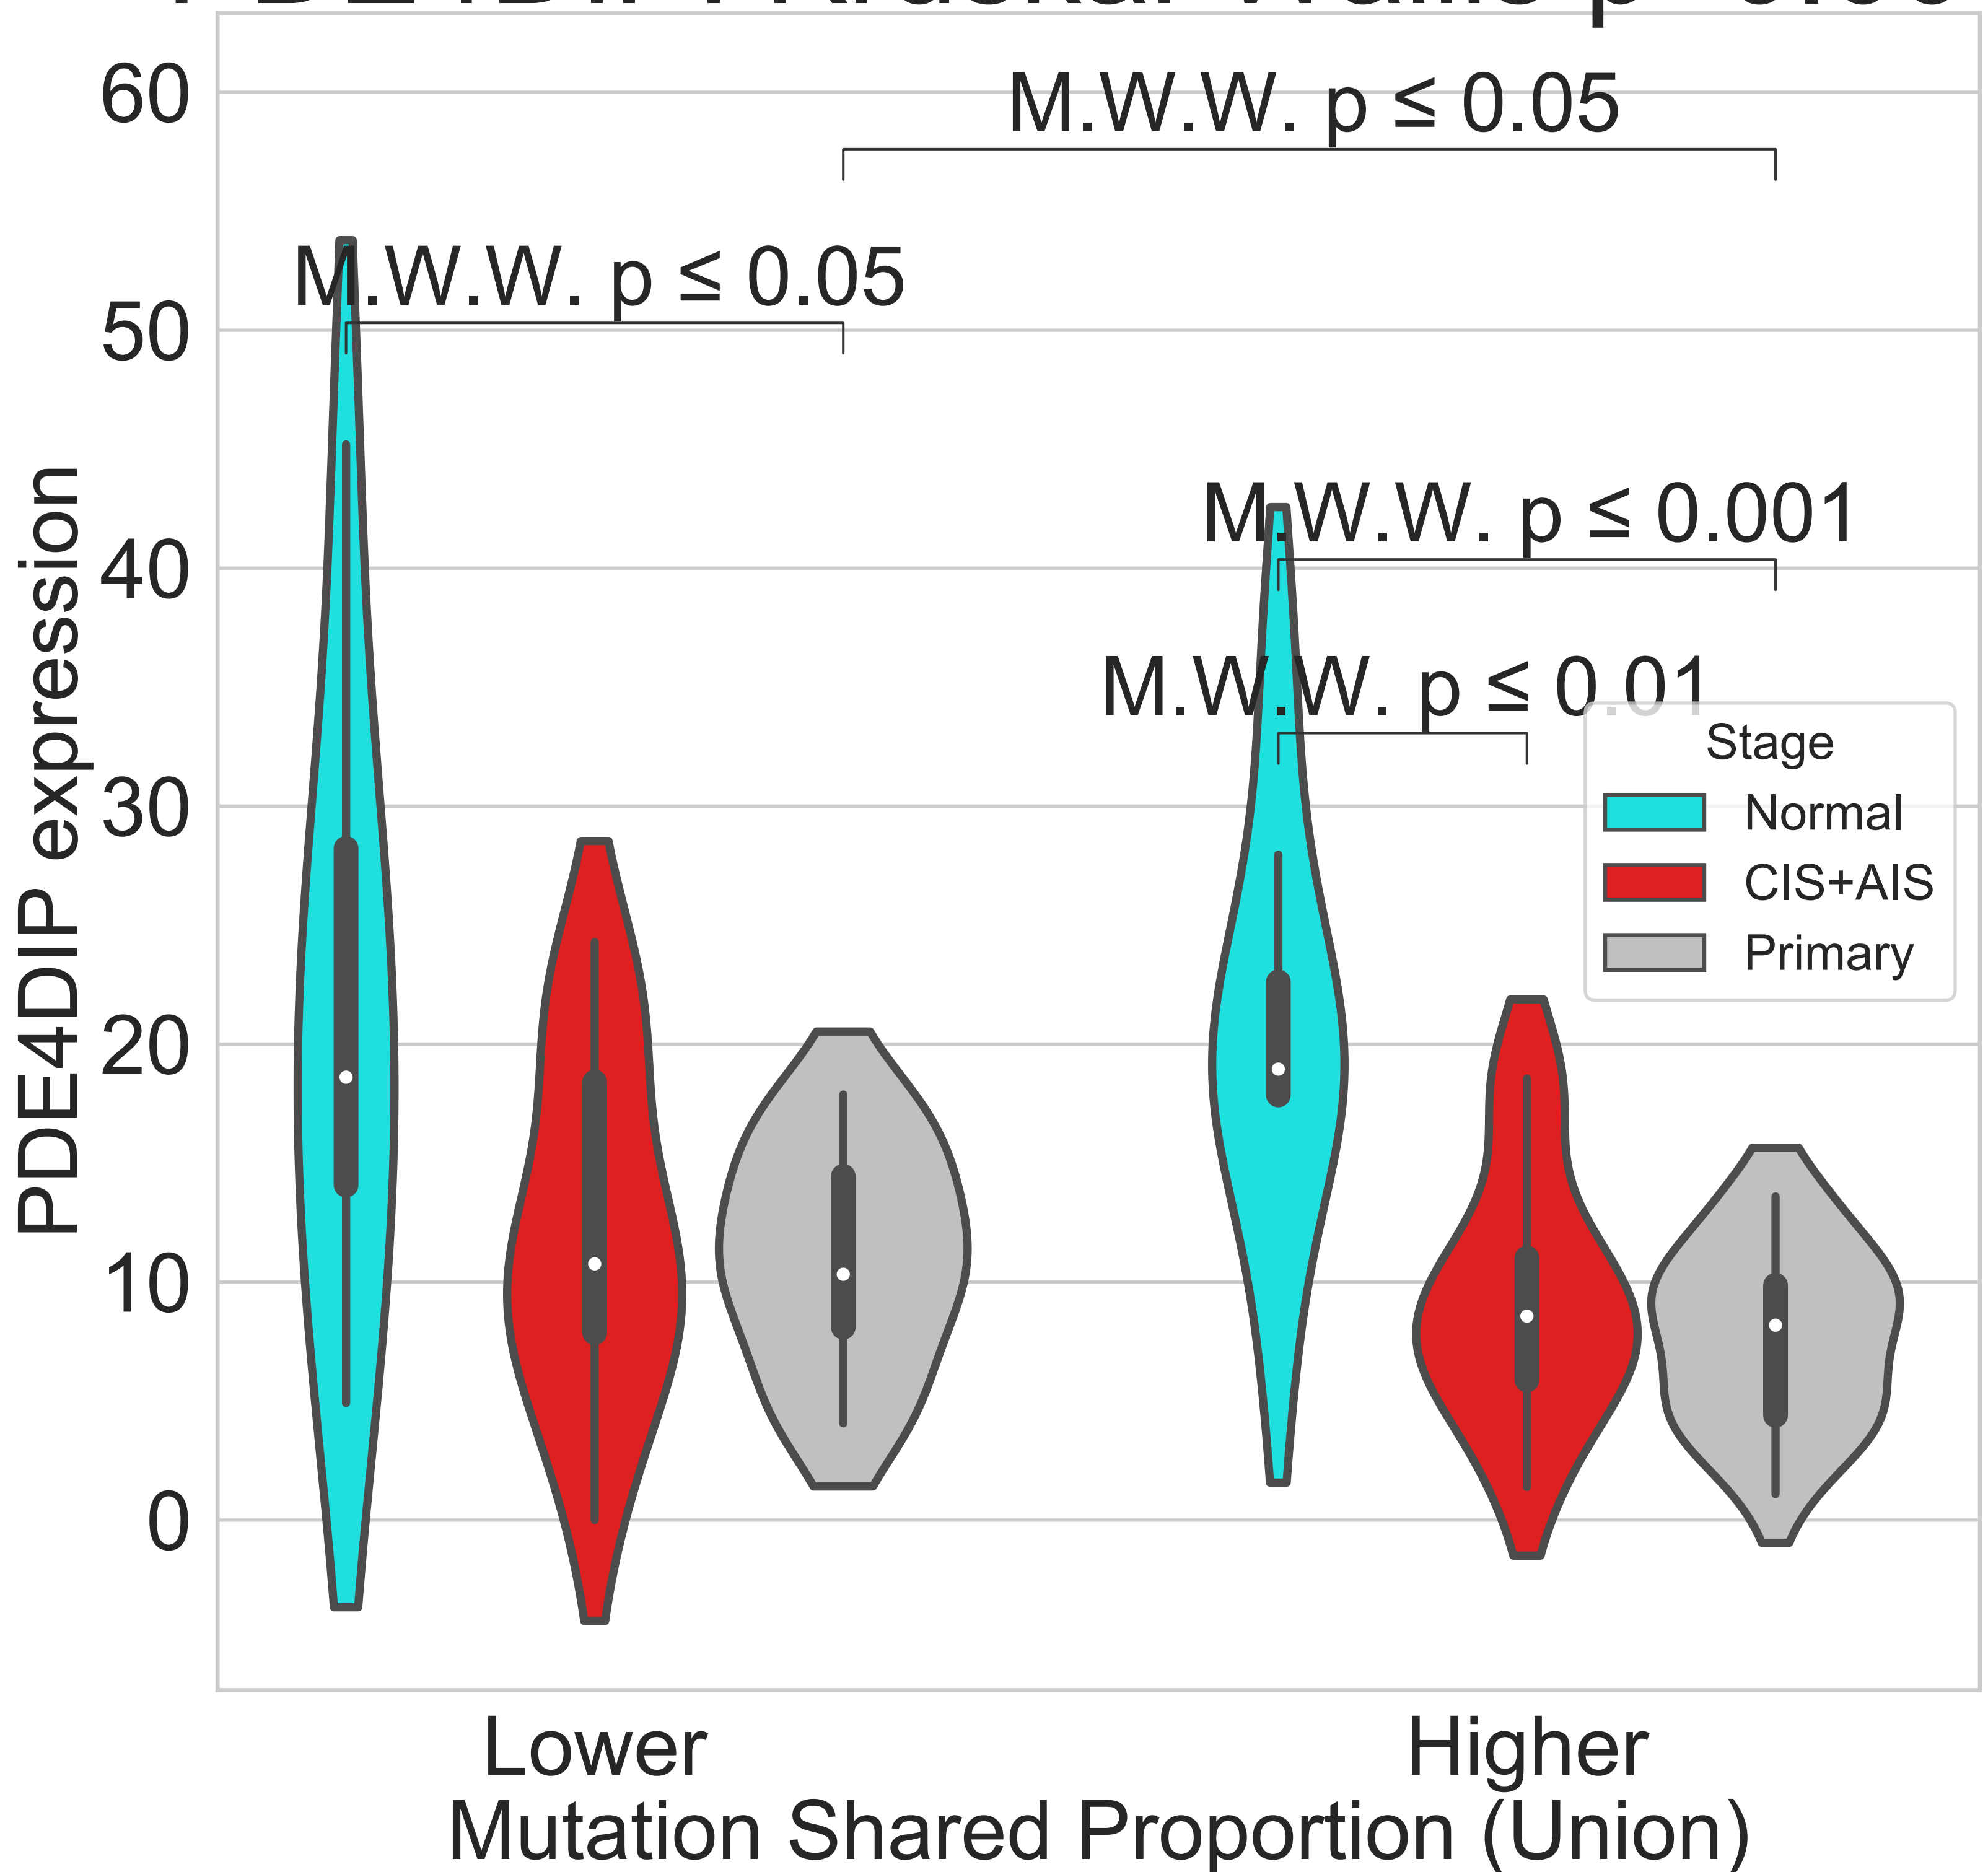 60
M.W.W. p ≤ 0.05
M.W.W. p ≤ 0.05
50
M.W.W. p ≤ 0.001
40
M.W.W. p ≤ 0.01
Stage
30
Normal
CIS+AIS
Primary
20
10
0
PDE4DIP expression
Lower
Higher
Mutation Shared Proportion (Union)